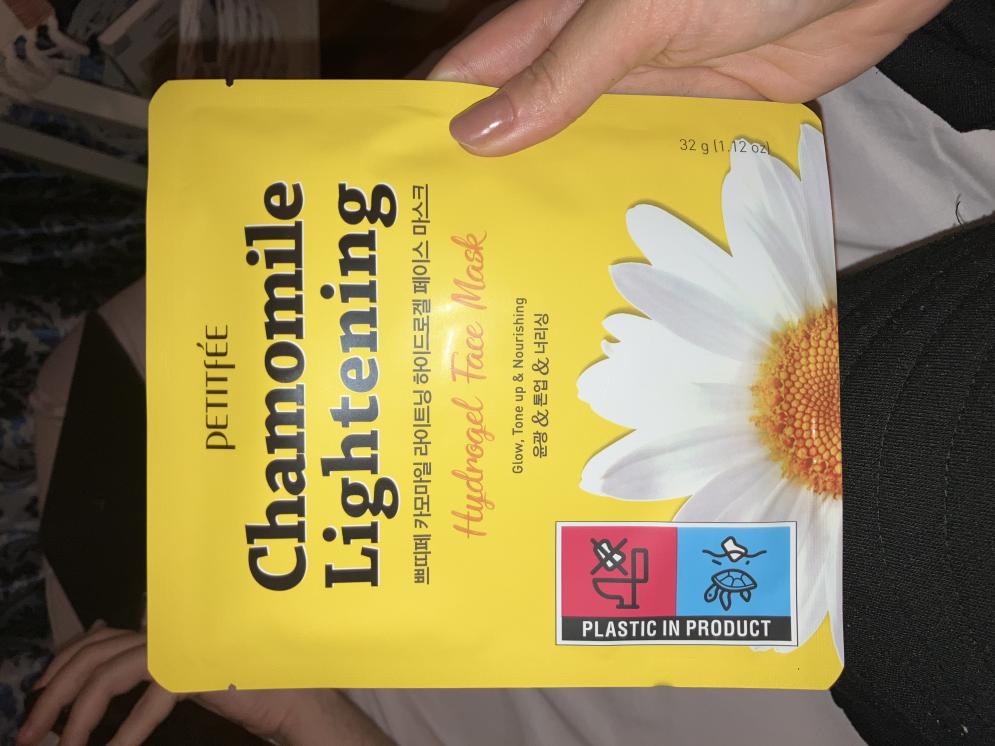 PETITFÉE
Chamomile
Lightening
쁘띠페 카모마일 라이트닝 하이드로겔 페이스 마스크
Hydrogel Face Mask
Glow, Tone up & Nourishing
윤광 & 톤업 & 너리싱
32 g (1.12 oz)
PLASTIC IN PRODUCT